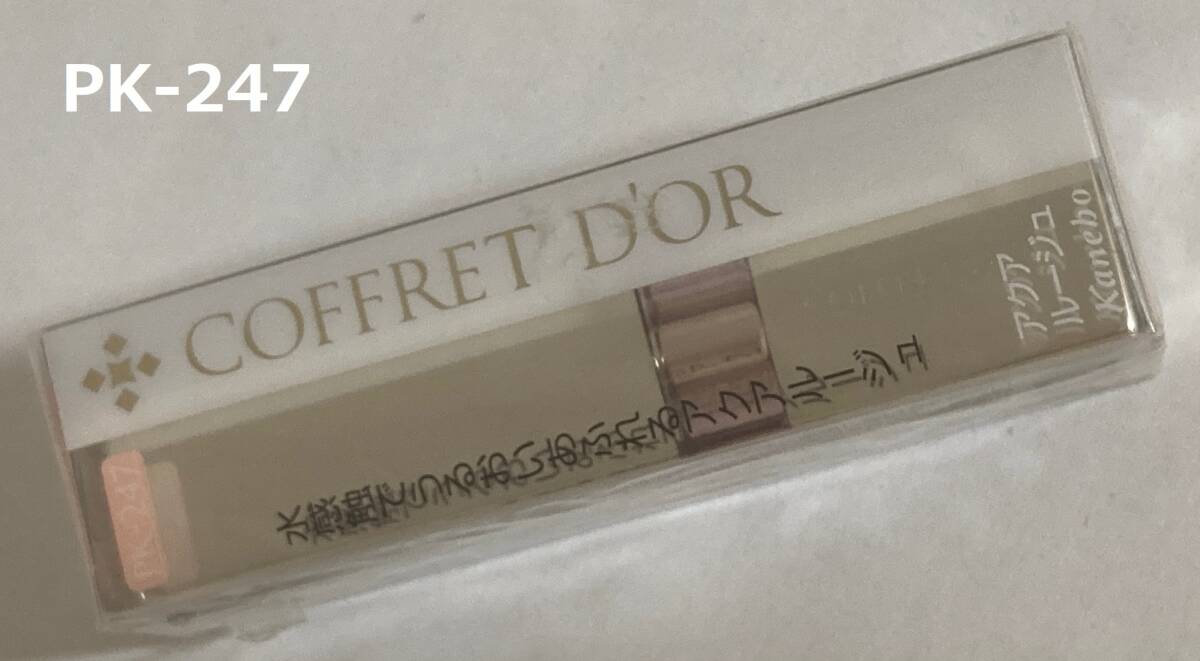 PK-247
COFFRET D'OR
水感触でうるおいあふれるアクアルージュ
アクア
ルージュ
Kanebo
PK-247